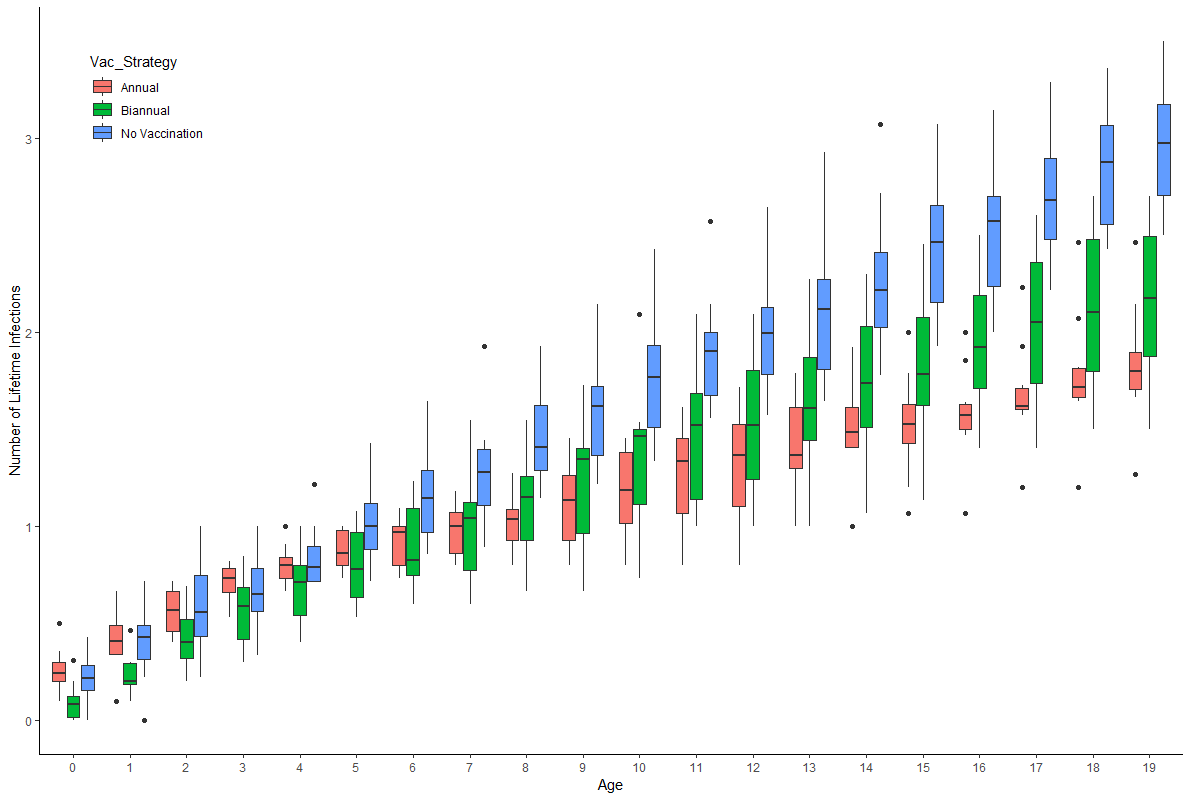 Vac_Strategy
Annual
Biannual
No Vaccination
Number of Lifetime Infections
3
2
1
0
0 1 2 3 4 5 6 7 8 9 10 11 12 13 14 15 16 17 18 19
Age